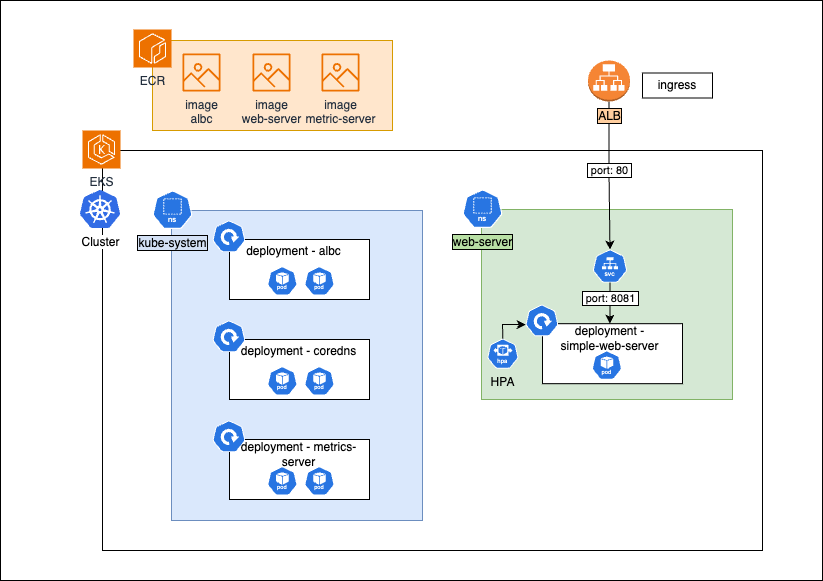 ECR
image
albc
image
web-server
image
metric-server
ALB
ingress
port: 80
EKS
Cluster
ns
kube-system
deployment - albc
pod
pod
deployment - coredns
pod
pod
deployment - metrics-
server
pod
pod
ns
web-server
svc
port: 8081
deployment -
simple-web-server
pod
hpa
HPA